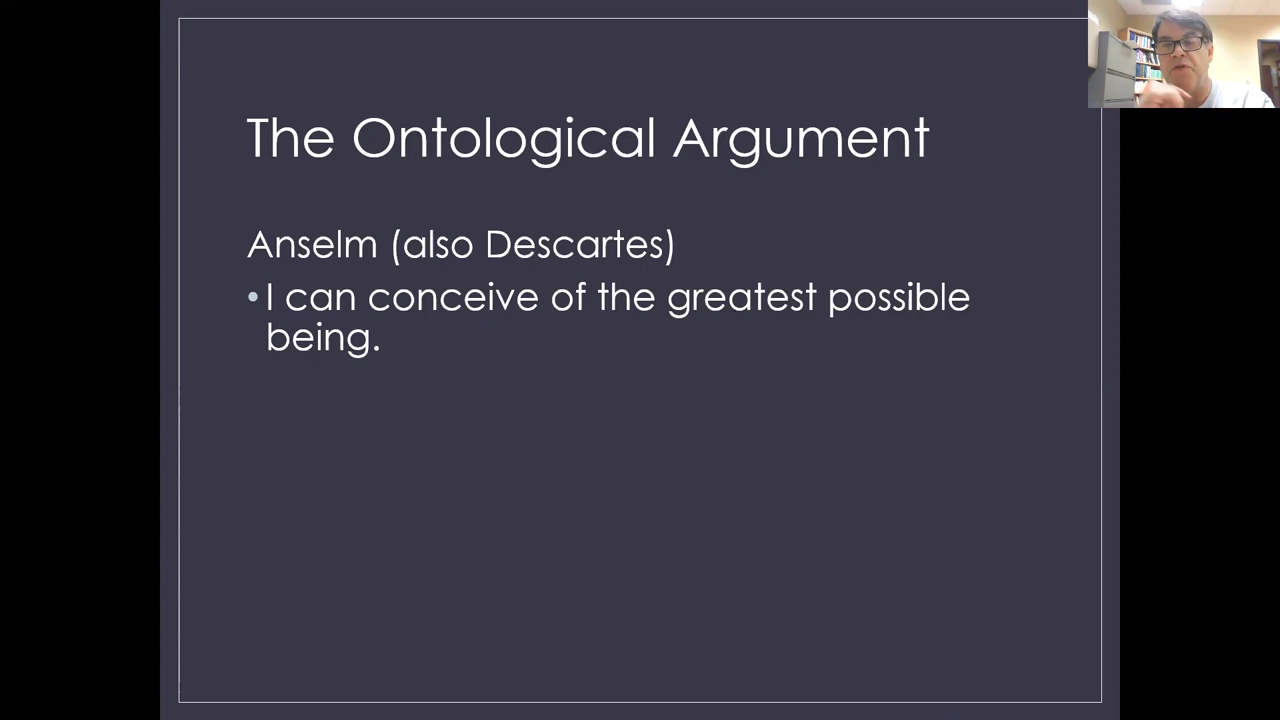 The Ontological Argument
Anselm (also Descartes)
• I can conceive of the greatest possible
being.